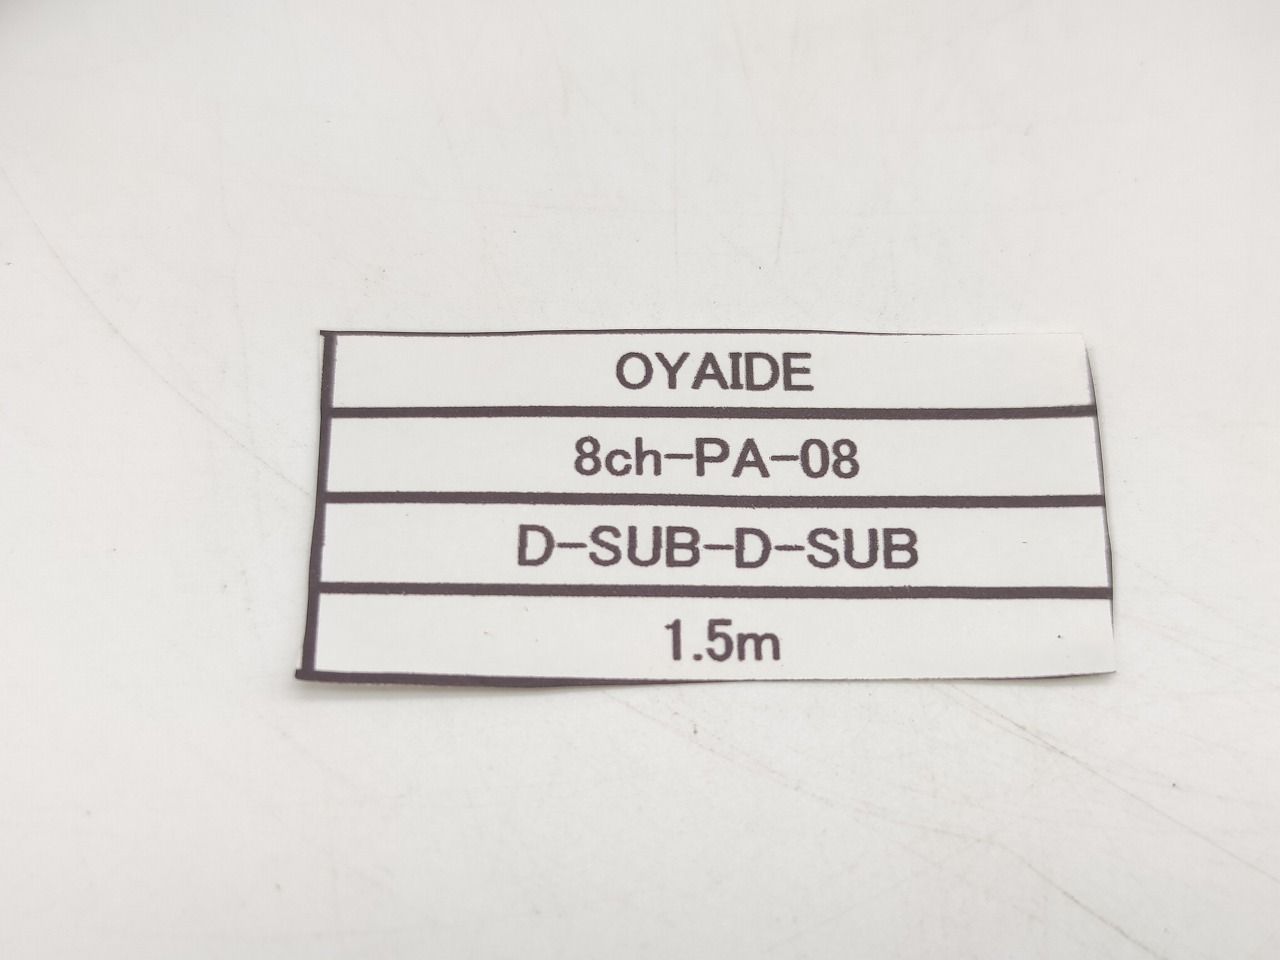 OYAIDE
8ch-PA-08
D-SUB-D-SUB
1.5m